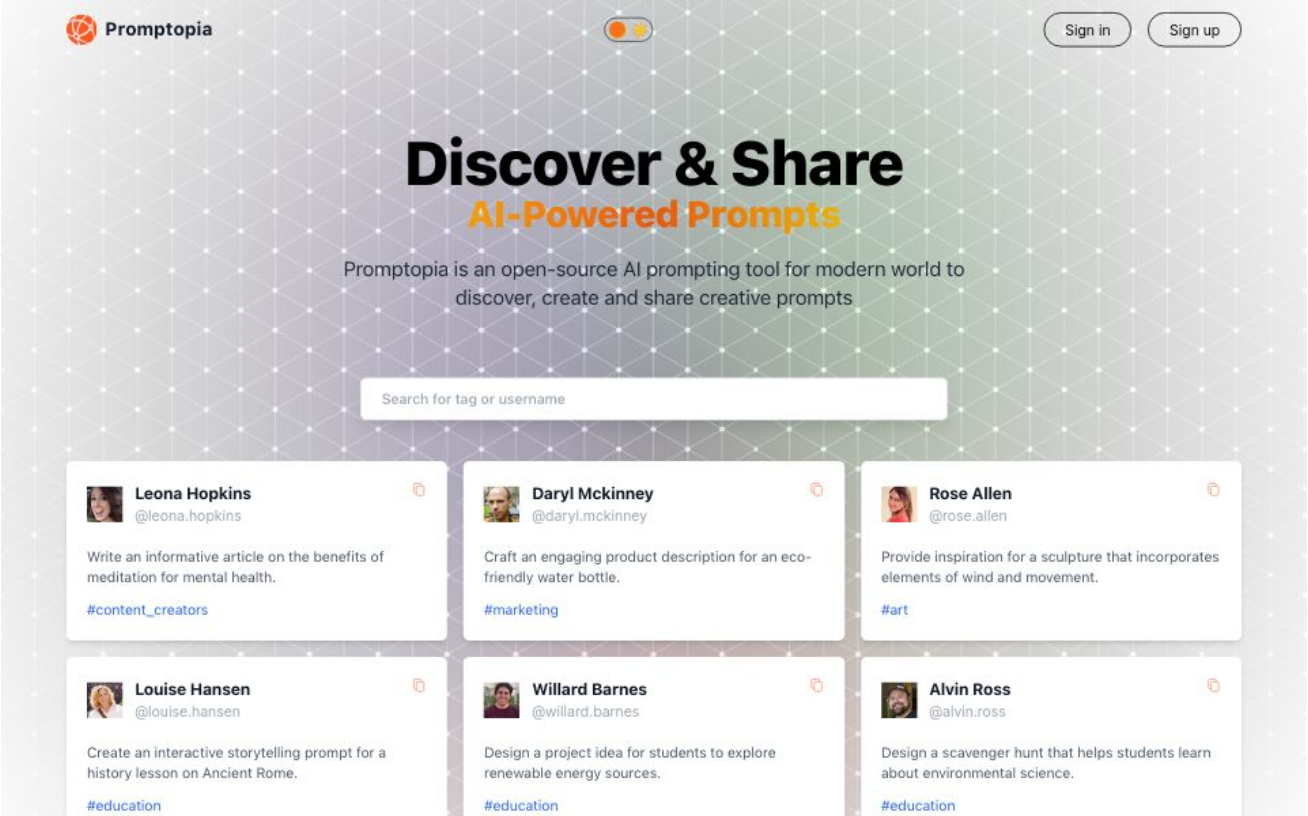 Promptopia
Sign in
Sign up
Discover & Share
AI-Powered Prompts
Promptopia is an open-source AI prompting tool for modern world to
discover, create and share creative prompts
Search for tag or username
Leona Hopkins
@leona.hopkins
Write an informative article on the benefits of
meditation for mental health.
#content_creators
Daryl Mckinney
@daryl.mckinney
Craft an engaging product description for an eco-
friendly water bottle.
#marketing
Rose Allen
@rose.allen
Provide inspiration for a sculpture that incorporates
elements of wind and movement.
#art
Louise Hansen
@louise.hansen
Create an interactive storytelling prompt for a
history lesson on Ancient Rome.
#education
Willard Barnes
@willard.barnes
Design a project idea for students to explore
renewable energy sources.
#education
Alvin Ross
@alvin.ross
Design a scavenger hunt that helps students learn
about environmental science.
#education